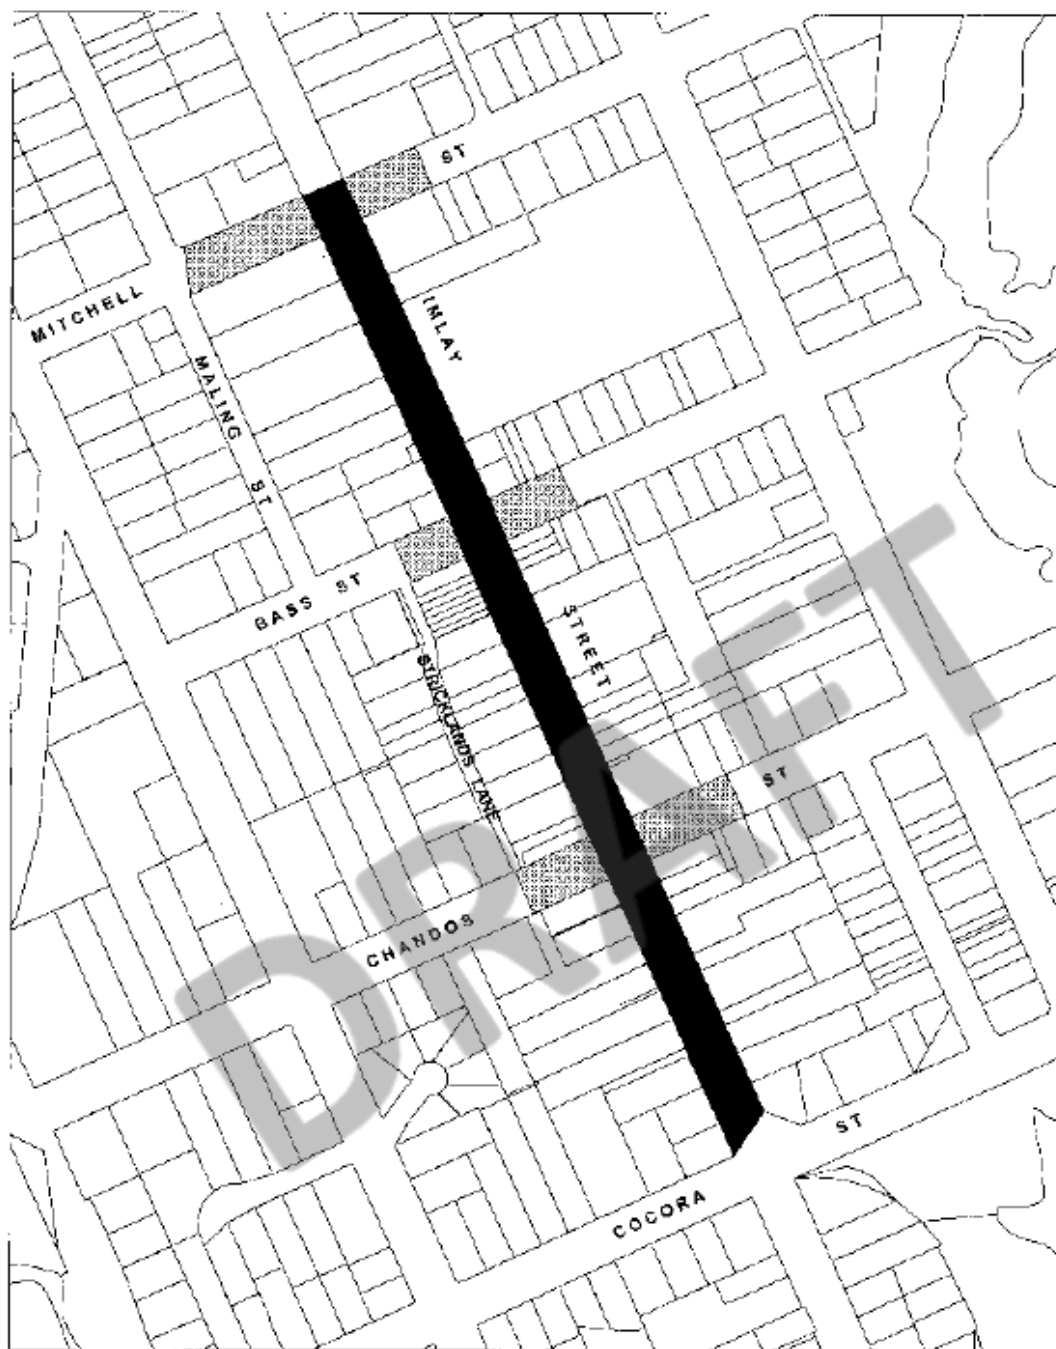 ST
MITCHELL
IMLAY
MALING ST
BASS ST
STREET
STRICKLANDS LANE
ST
CHANDOS
DRAFT
ST
COCORA